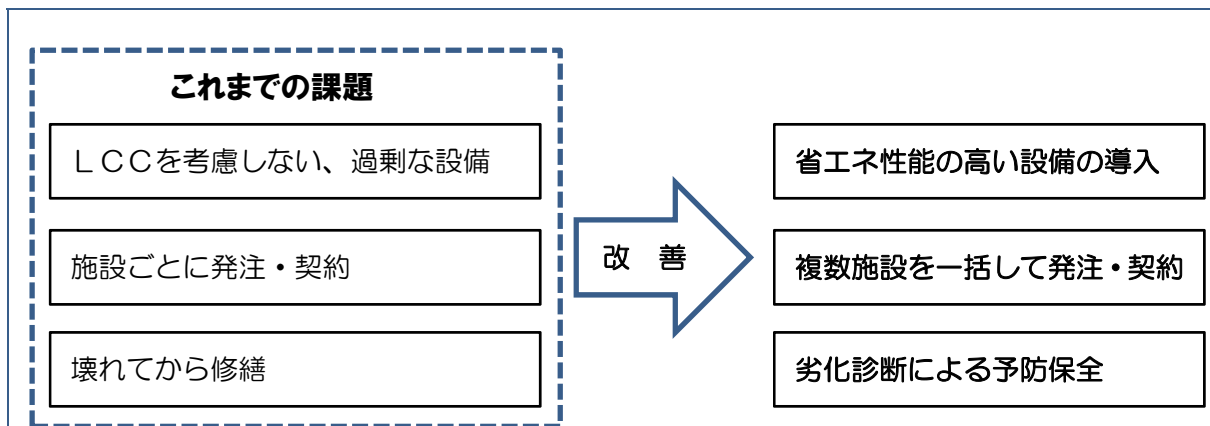 これまでの課題
ＬＣＣを考慮しない、過剰な設備
施設ごとに発注・契約
壊れてから修繕
改　善
省エネ性能の高い設備の導入
複数施設を一括して発注・契約
劣化診断による予防保全